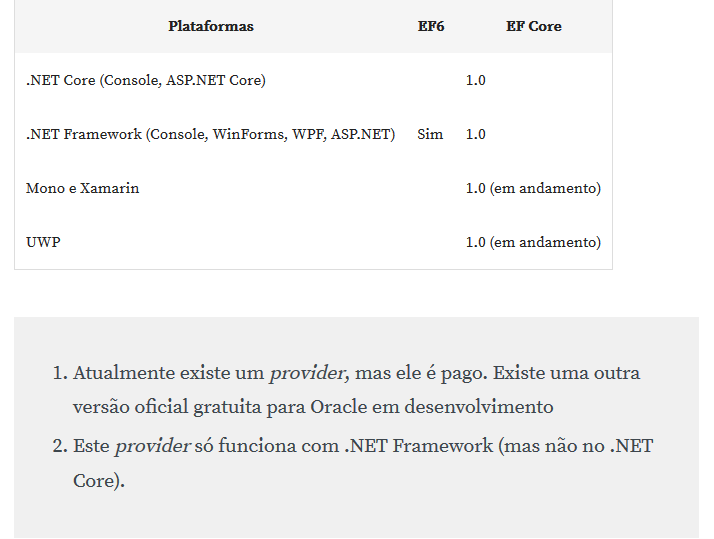 Plataformas EF6 EF Core
.NET Core (Console, ASP.NET Core) 1.0
.NET Framework (Console, WinForms, WPF, ASP.NET) Sim 1.0
Mono e Xamarin 1.0 (em andamento)
UWP 1.0 (em andamento)
1. Atualmente existe um provider, mas ele é pago. Existe uma outra
versão oficial gratuita para Oracle em desenvolvimento
2. Este provider só funciona com .NET Framework (mas não no .NET
Core).